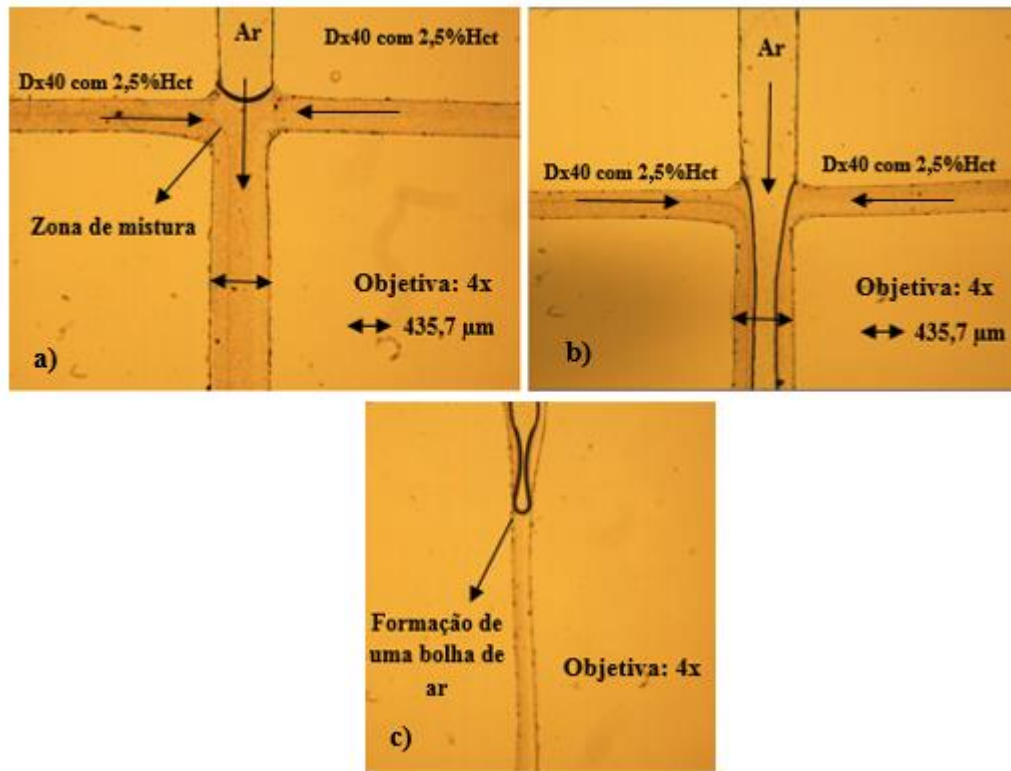 Ar
Dx40 com 2,5%Hct
Dx40 com 2,5%Hct
Zona de mistura
Objetiva: 4x
435,7 µm
a)
Ar
Dx40 com 2,5%Hct
Dx40 com 2,5%Hct
Objetiva: 4x
435,7 µm
b)
Formação de
uma bolha de
ar
Objetiva: 4x
c)